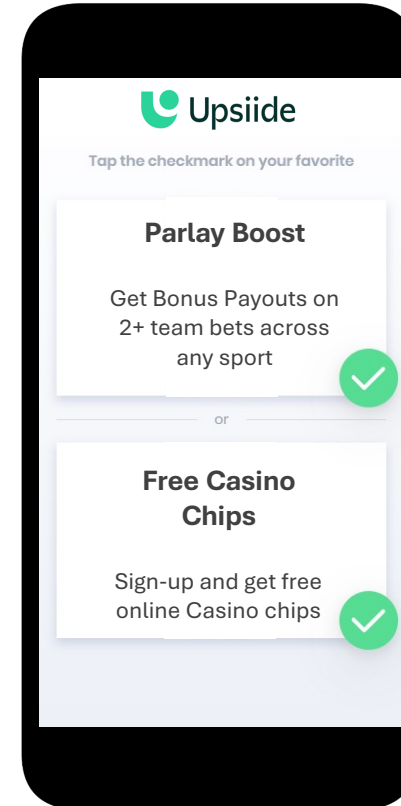 Upsiide
Tap the checkmark on your favorite
Parlay Boost
Get Bonus Payouts on
2+ team bets across
any sport
or
Free Casino
Chips
Sign-up and get free
online Casino chips